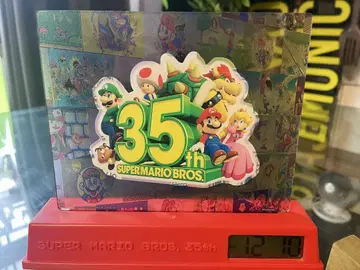 35th
SUPER MARIO BROS.
SUPER MARIO BROS. 35th
12 10